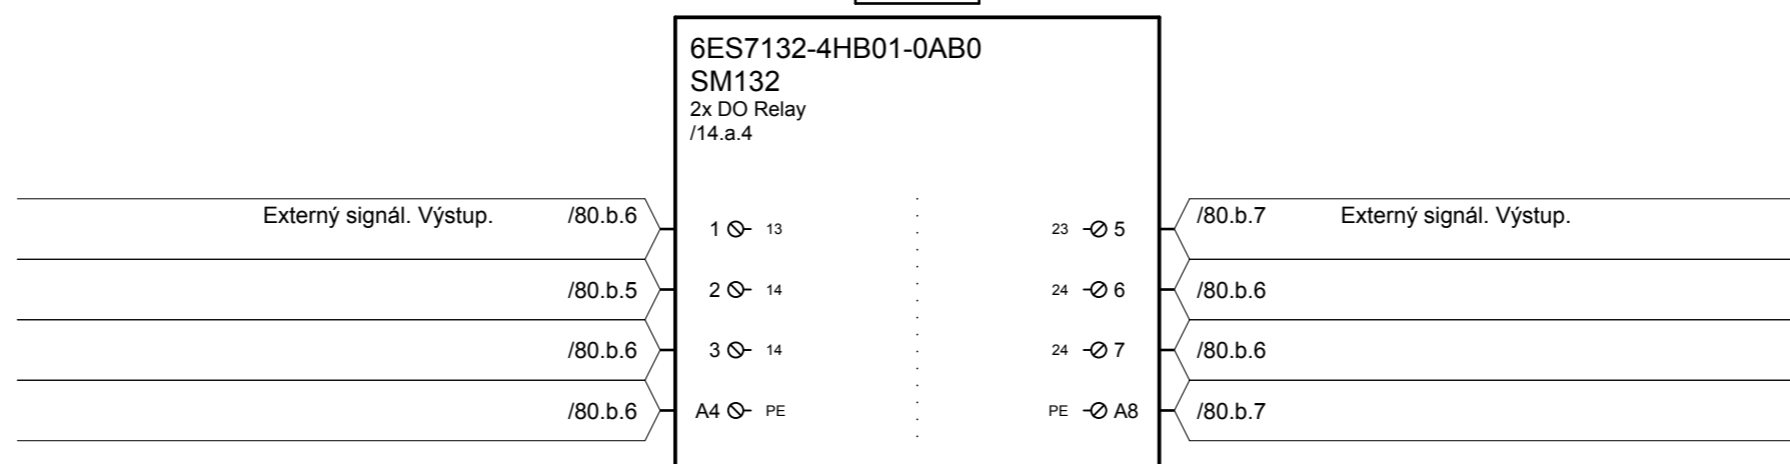 6ES7132-4HB01-0AB0
SM132
2x DO Relay
/14.a.4
Externý signál. Výstup. /80.b.6 1 13 23 5 /80.b.7 Externý signál. Výstup.
/80.b.5 2 14 24 6 /80.b.6
/80.b.6 3 14 24 7 /80.b.6
/80.b.6 A4 PE PE A8 /80.b.7